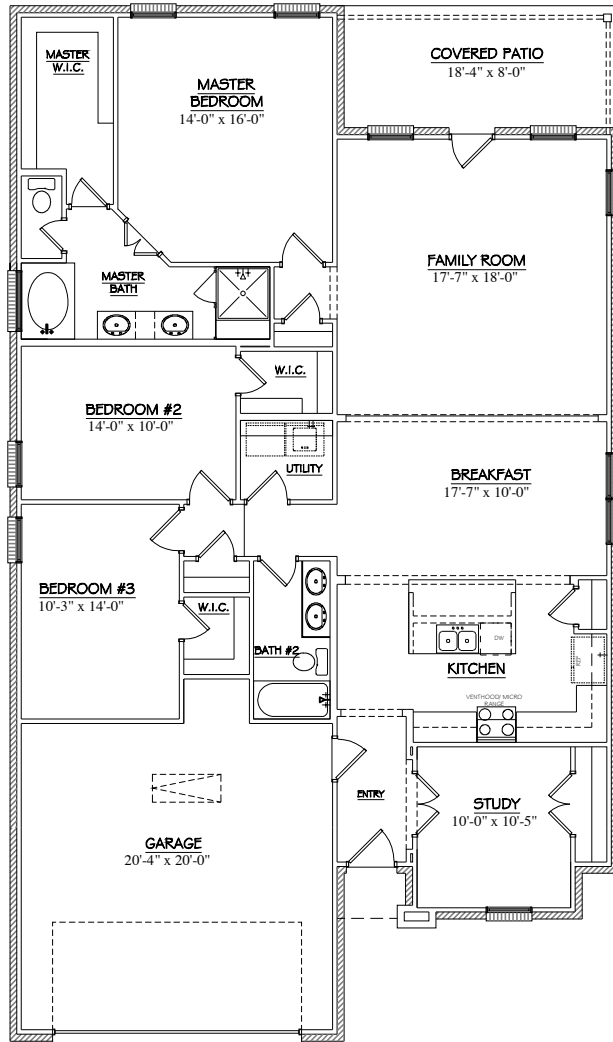 MASTER
W.I.C.
MASTER
BEDROOM
14'-0" x 16'-0"
COVERED PATIO
18'-4" x 8'-0"
FAMILY ROOM
17'-7" x 18'-0"
MASTER
BATH
W.I.C.
BEDROOM #2
14'-0" x 10'-0"
UTILITY
BREAKFAST
17'-7" x 10'-0"
BEDROOM #3
10'-3" x 14'-0"
W.I.C.
BATH #2
DW
REF
KITCHEN
VENTHOOD/ MICRO
RANGE
ENTRY
STUDY
10'-0" x 10'-5"
GARAGE
20'-4" x 20'-0"